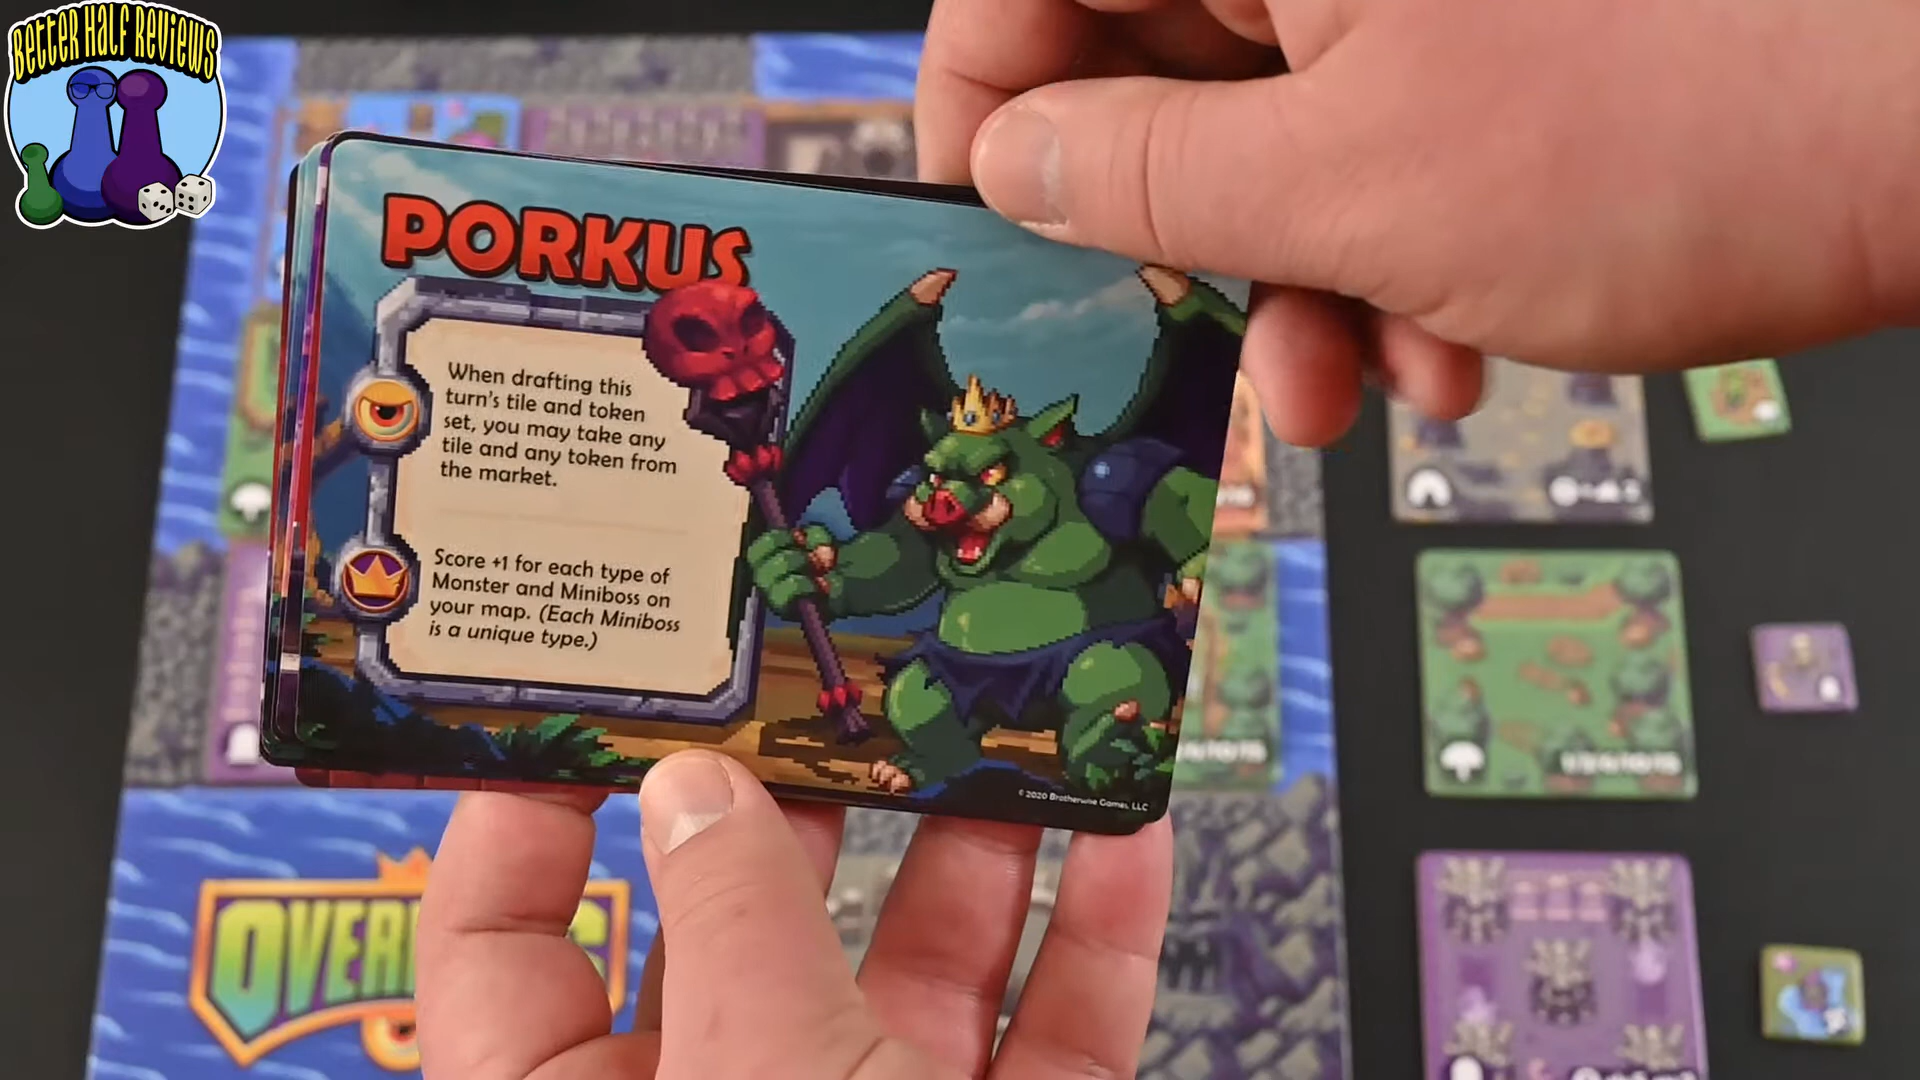 BETTER HALF REVIEWS
PORKUS
When drafting this
turn's tile and token
set, you may take any
tile and any token from
the market.
Score +1 for each type of
Monster and Miniboss on
your map. (Each Miniboss
is a unique type.)
© 2020 Brotherwise Games, LLC